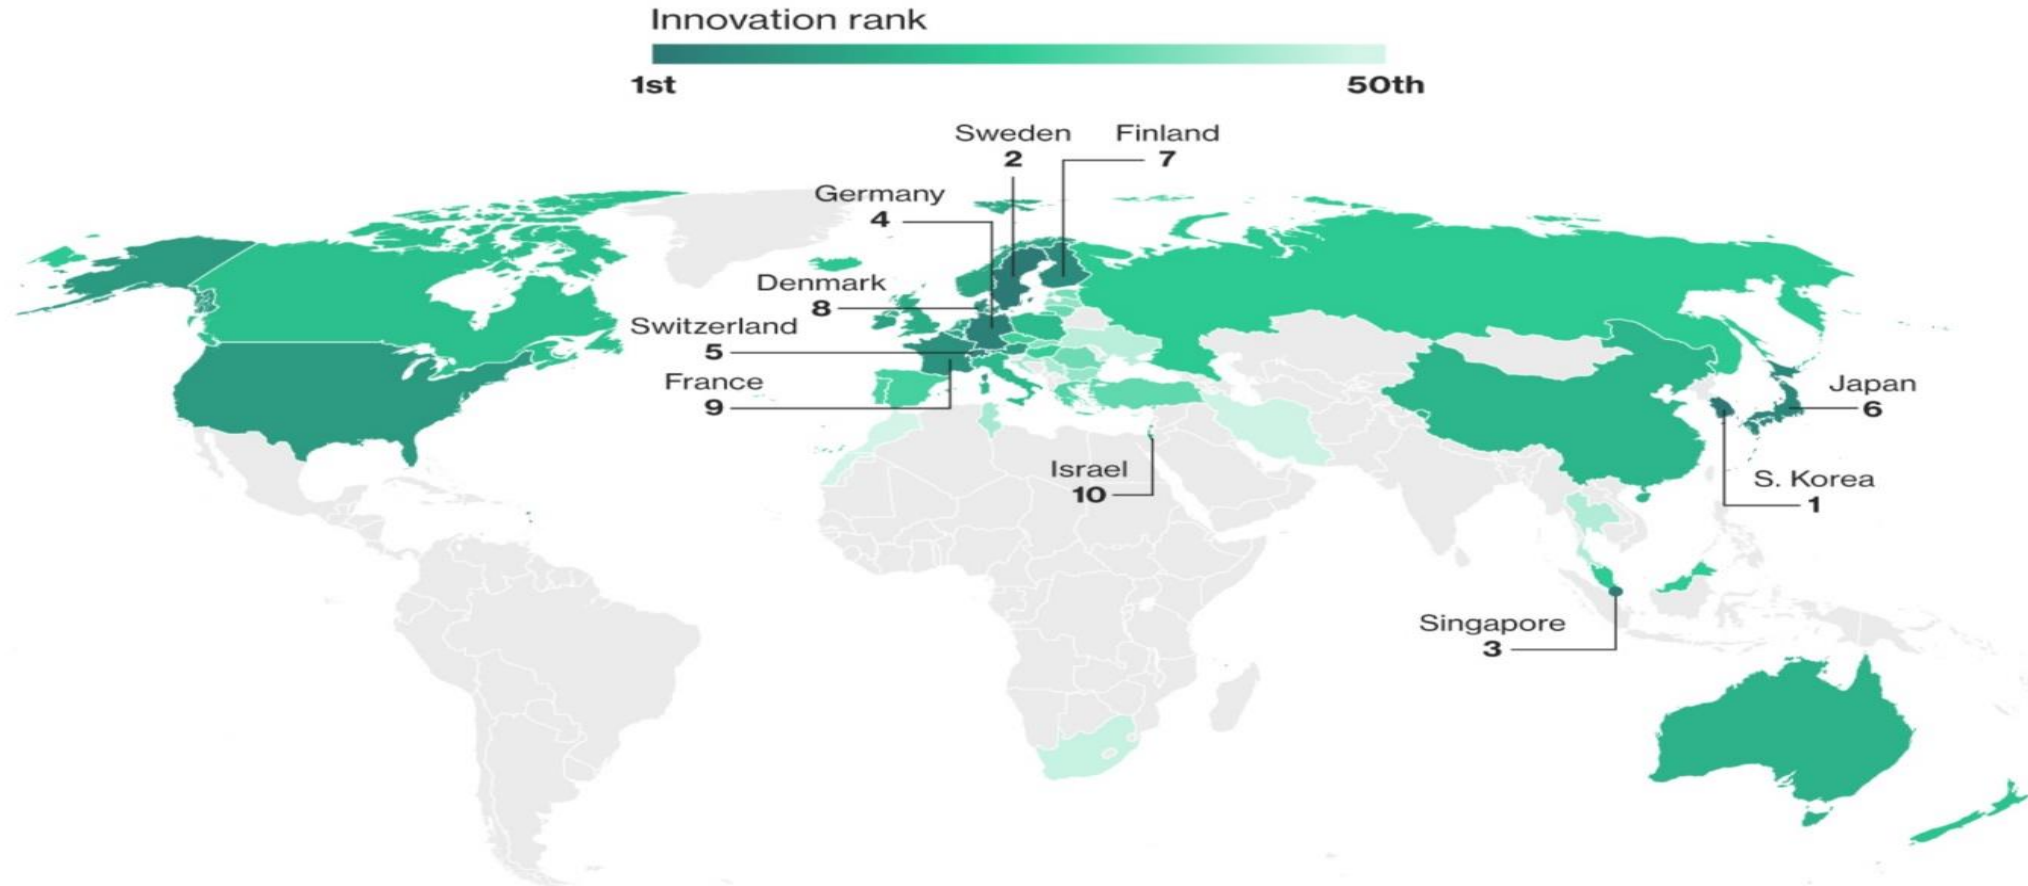 Innovation rank
1st 50th
Sweden Finland
2 7
Germany
4
Denmark
8
Switzerland
5
France
9
Japan
6
Israel
10
S. Korea
1
Singapore
3